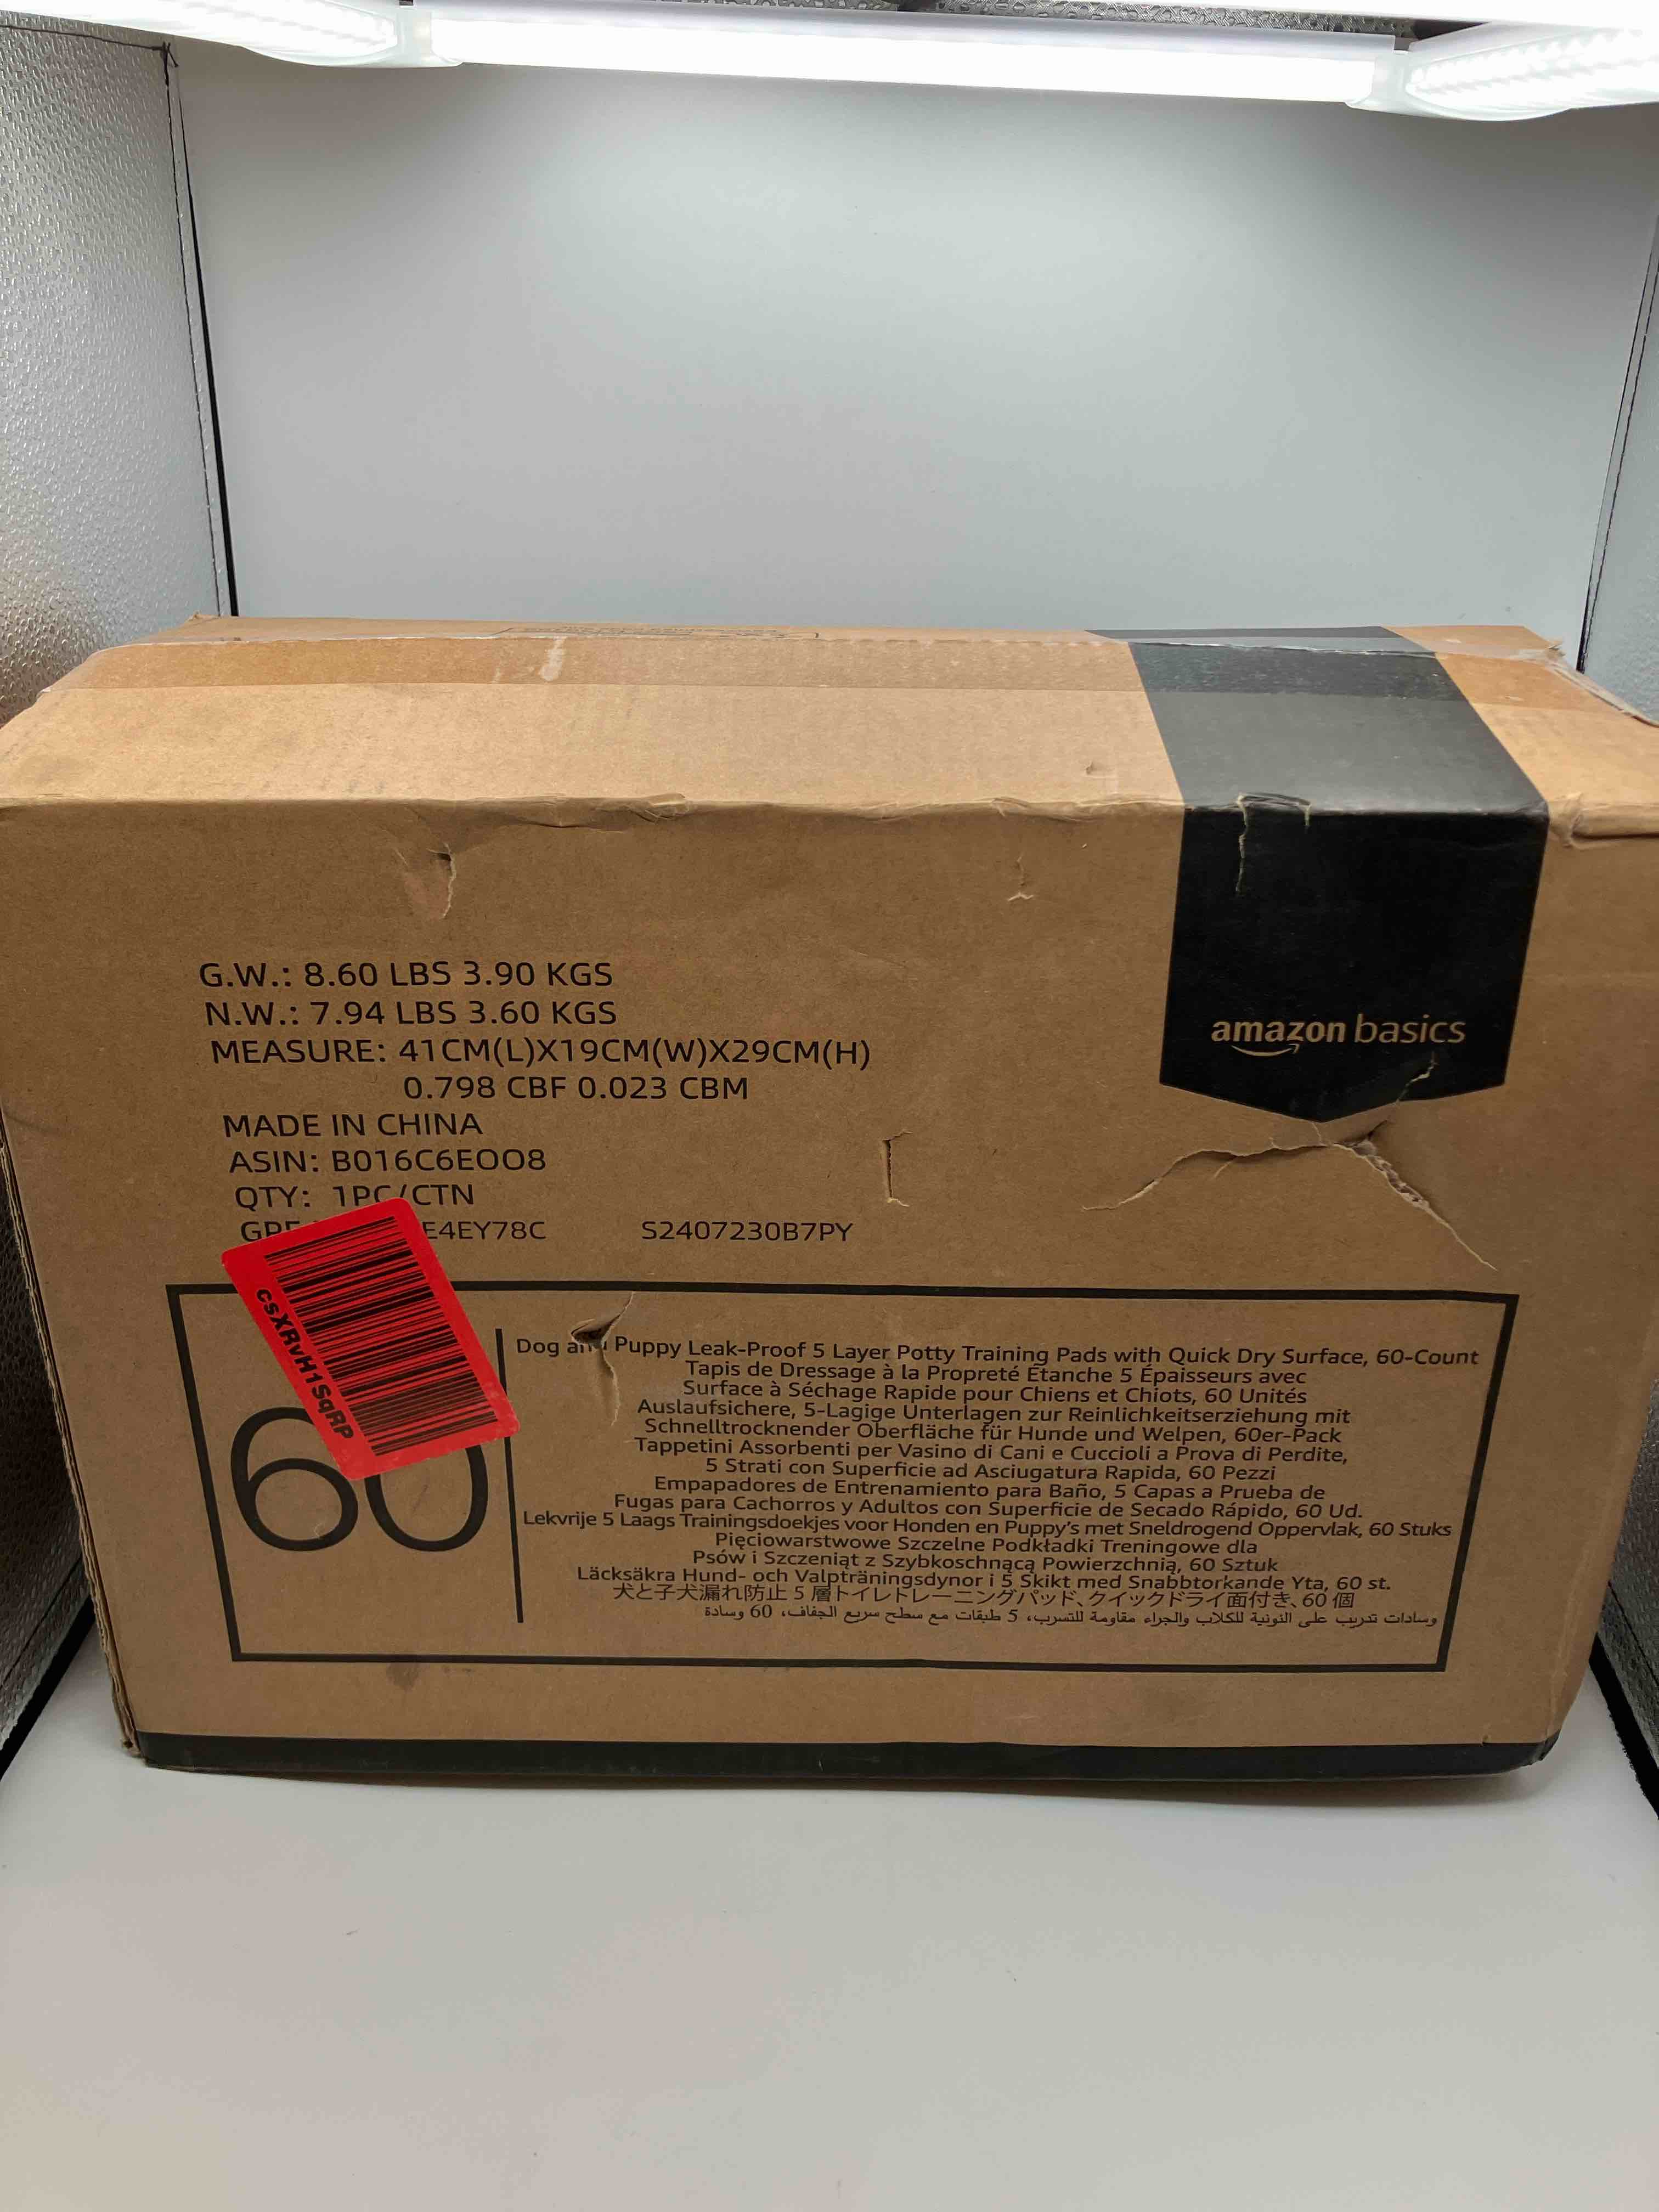 G.W.: 8.60 LBS 3.90 KGS
N.W.: 7.94 LBS 3.60 KGS
MEASURE: 41CM(L)X19CM(W)X29CM(H)
0.798 CBF 0.023 CBM
MADE IN CHINA
ASIN: B016C6EOO8
QTY: 1PC/CTN
E4EY78C S2407230B7PY
amazon basics
csXRvH1SqRP
60
Dog and Puppy Leak-Proof 5 Layer Potty Training Pads with Quick Dry Surface, 60-Count
Tapis de Dressage à la Propreté Étanche 5 Épaisseurs avec
Surface à Séchage Rapide pour Chiens et Chiots, 60 Unités
Auslaufsichere, 5-Lagige Unterlagen zur Reinlichkeitserziehung mit
Schnelltrocknender Oberfläche für Hunde und Welpen, 60er-Pack
Tappetini Assorbenti per Vasino di Cani e Cuccioli a Prova di Perdite,
5 Strati con Superficie ad Asciugatura Rapida, 60 Pezzi
Empapadores de Entrenamiento para Baño, 5 Capas a Prueba de
Fugas para Cachorros y Adultos con Superficie de Secado Rápido, 60 Ud.
Lekvrije 5 Laags Trainingsdoekjes voor Honden en Puppy's met Sneldrogend Oppervlak, 60 Stuks
Pięciowarstwowe Szczelne Podkładki Treningowe dla
Psów i Szczeniąt z Szybkoschnącą Powierzchnią, 60 Sztuk
Läcksäkra Hund- och Valpträningsdynor i 5 Skikt med Snabbtorkande Yta, 60 st.
犬と子犬漏れ防止 5 層トイレトレーニングパッド、クイックドライ面付き、60 個
وسادات تدريب على النونية للكلاب والجراء مقاومة للتسرب، 5 طبقات مع سطح سريع الجفاف، 60 وسادة